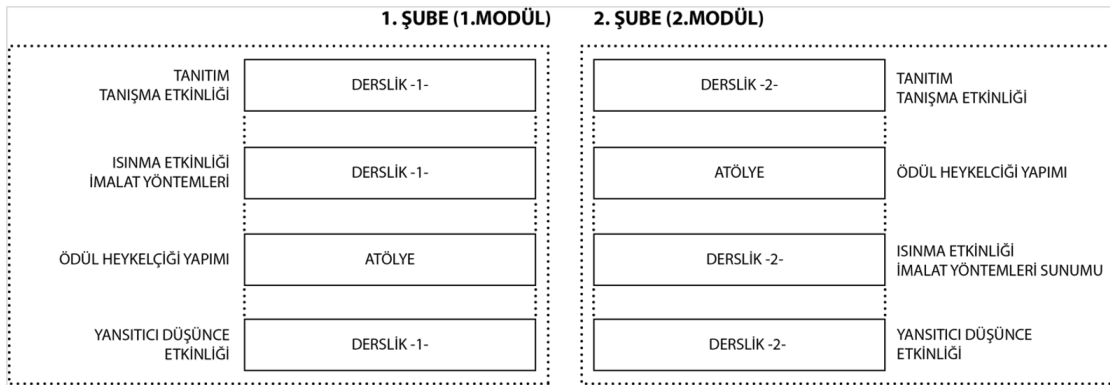 1. ŞUBE (1.MODÜL)
TANITIM
TANIŞMA ETKİNLİĞİ
DERSLİK -1-
ISINMA ETKİNLİĞİ
İMALAT YÖNTEMLERİ
DERSLİK -1-
ÖDÜL HEYKELÇİĞİ YAPIMI
ATÖLYE
YANSITICI DÜŞÜNCE
ETKİNLİĞİ
DERSLİK -1-
2. ŞUBE (2.MODÜL)
DERSLİK -2-
TANITIM
TANIŞMA ETKİNLİĞİ
ATÖLYE
ÖDÜL HEYKELCİĞİ YAPIMI
DERSLİK -2-
ISINMA ETKİNLİĞİ
İMALAT YÖNTEMLERİ SUNUMU
DERSLİK -2-
YANSITICI DÜŞÜNCE
ETKİNLİĞİ